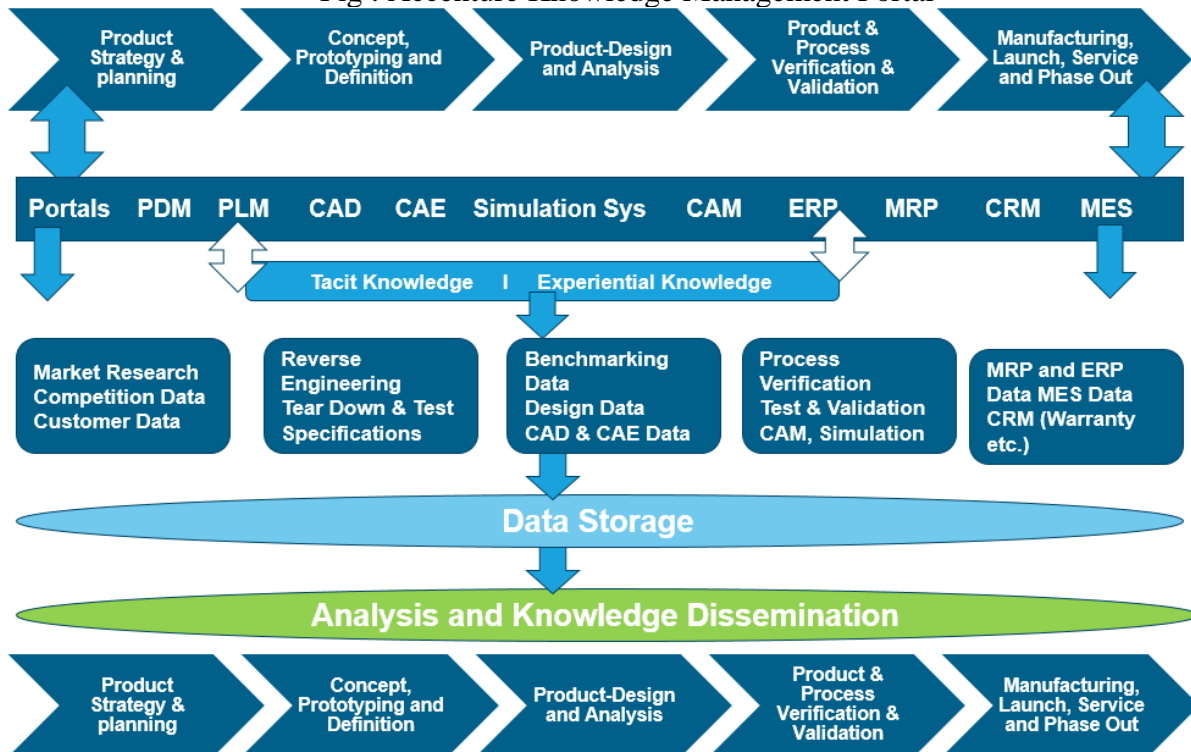 Fig : Accenture Knowledge Management Portal
Product
Strategy &
planning
Concept,
Prototyping and
Definition
Product-Design
and Analysis
Product &
Process
Verification &
Validation
Manufacturing,
Launch, Service
and Phase Out
Portals PDM PLM CAD CAE Simulation Sys CAM ERP MRP CRM MES
Tacit Knowledge I Experiential Knowledge
Market Research
Competition Data
Customer Data
Reverse
Engineering
Tear Down & Test
Specifications
Benchmarking
Data
Design Data
CAD & CAE Data
Process
Verification
Test & Validation
CAM, Simulation
MRP and ERP
Data MES Data
CRM (Warranty
etc.)
Data Storage
Analysis and Knowledge Dissemination
Product
Strategy &
planning
Concept,
Prototyping and
Definition
Product-Design
and Analysis
Product &
Process
Verification &
Validation
Manufacturing,
Launch, Service
and Phase Out